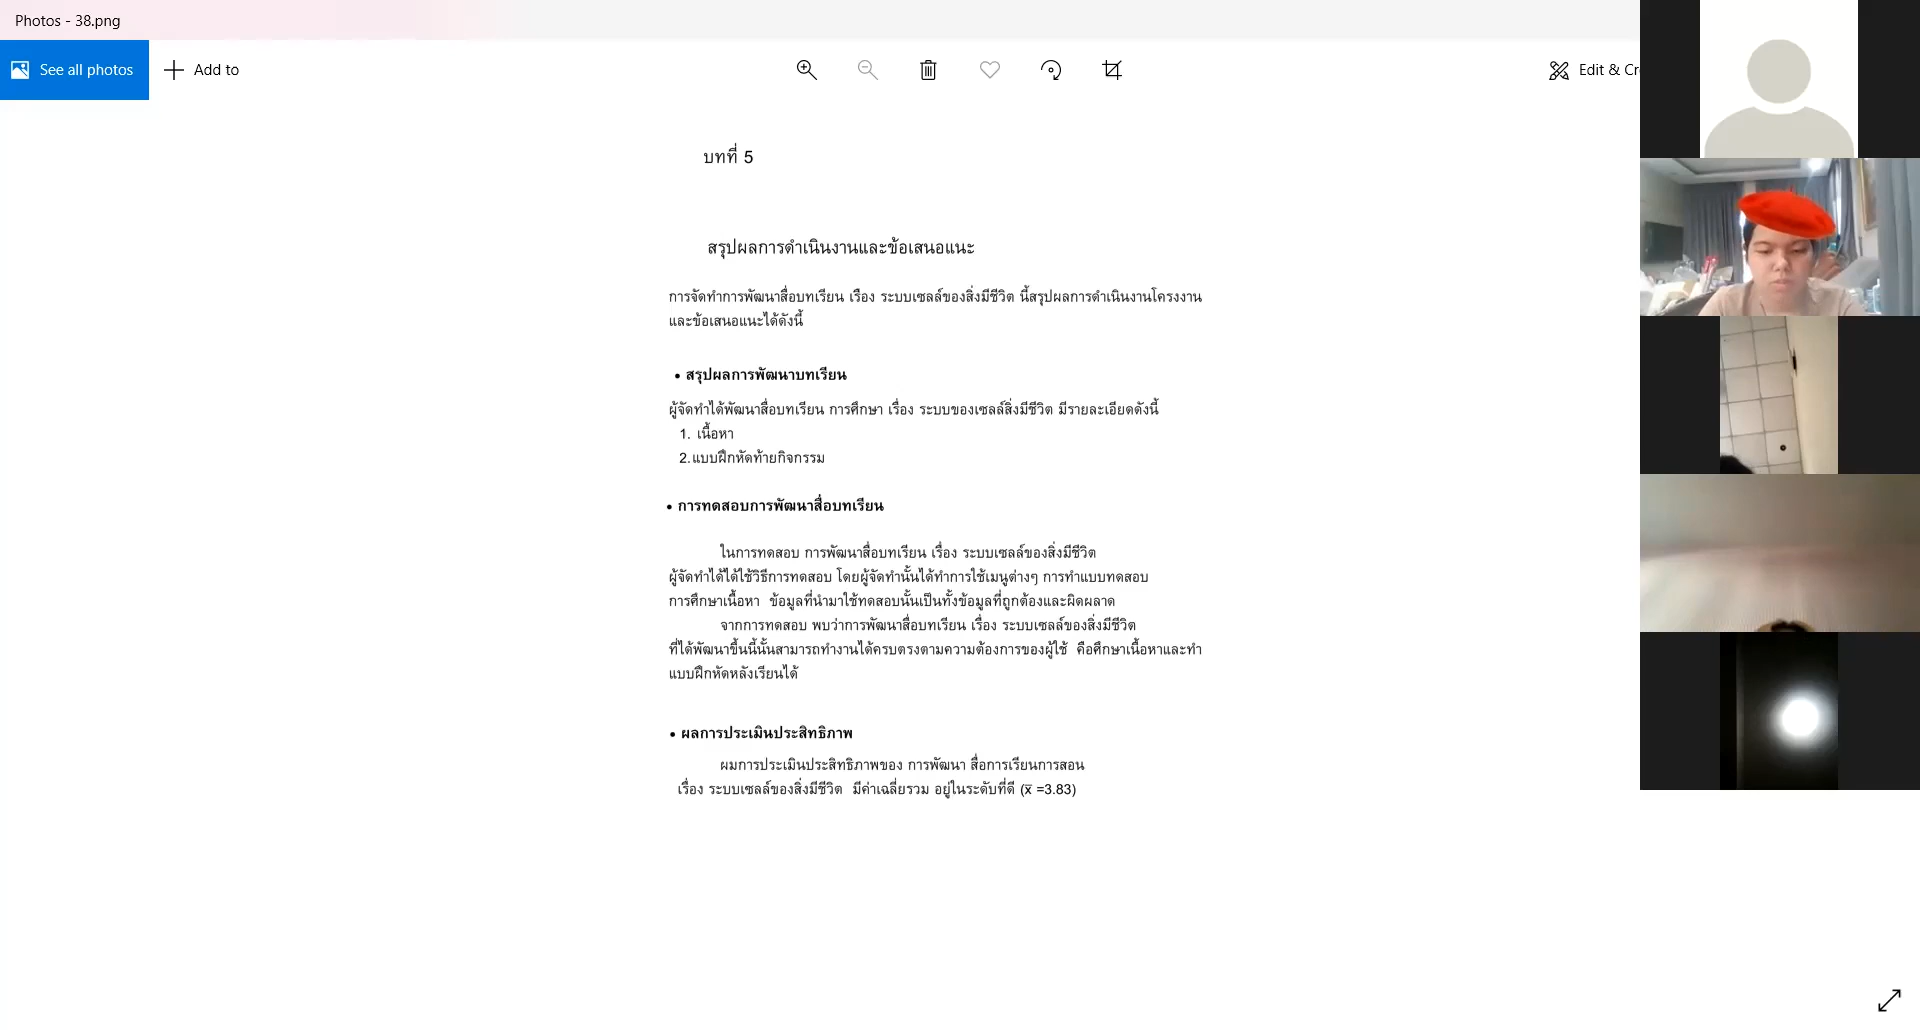 Photos - 38.png
See all photos
Add to
Edit & Cr
บทที่ 5
สรุปผลการดำเนินงานและข้อเสนอแนะ
การจัดทำการพัฒนาสื่อบทเรียน เรือง ระบบเซลล์ของสิ่งมีชีวิต นี้สรุปผลการดำเนินงานโครงงาน
และข้อเสนอแนะได้ดังนี้
• สรุปผลการพัฒนาบทเรียน
ผู้จัดทำได้พัฒนาสื่อบทเรียน การศึกษา เรื่อง ระบบของเซลล์สิ่งมีชีวิต มีรายละเอียดดังนี้
1. เนื้อหา
2.แบบฝึกหัดท้ายกิจกรรม
• การทดสอบการพัฒนาสื่อบทเรียน
ในการทดสอบ การพัฒนาสื่อบทเรียน เรื่อง ระบบเซลล์ของสิ่งมีชีวิต
ผู้จัดทำได้ได้ใช้วิธีการทดสอบ โดยผู้จัดทำนั้นได้ทำการใช้เมนูต่างๆ การทำแบบทดสอบ
การศึกษาเนื้อหา ข้อมูลที่นำมาใช้ทดสอบนั้นเป็นทั้งข้อมูลที่ถูกต้องและผิดผลาด
จากการทดสอบ พบว่าการพัฒนาสื่อบทเรียน เรื่อง ระบบเซลล์ของสิ่งมีชีวิต
ที่ได้พัฒนาขึ้นนี้นั้นสามารถทำงานได้ครบตรงตามความต้องการของผู้ใช้ คือศึกษาเนื้อหาและทำ
แบบฝึกหัดหลังเรียนได้
• ผลการประเมินประสิทธิภาพ
ผมการประเมินประสิทธิภาพของ การพัฒนา สื่อการเรียนการสอน
เรื่อง ระบบเซลล์ของสิ่งมีชีวิต มีค่าเฉลี่ยรวม อยู่ในระดับที่ดี (x̅ =3.83)